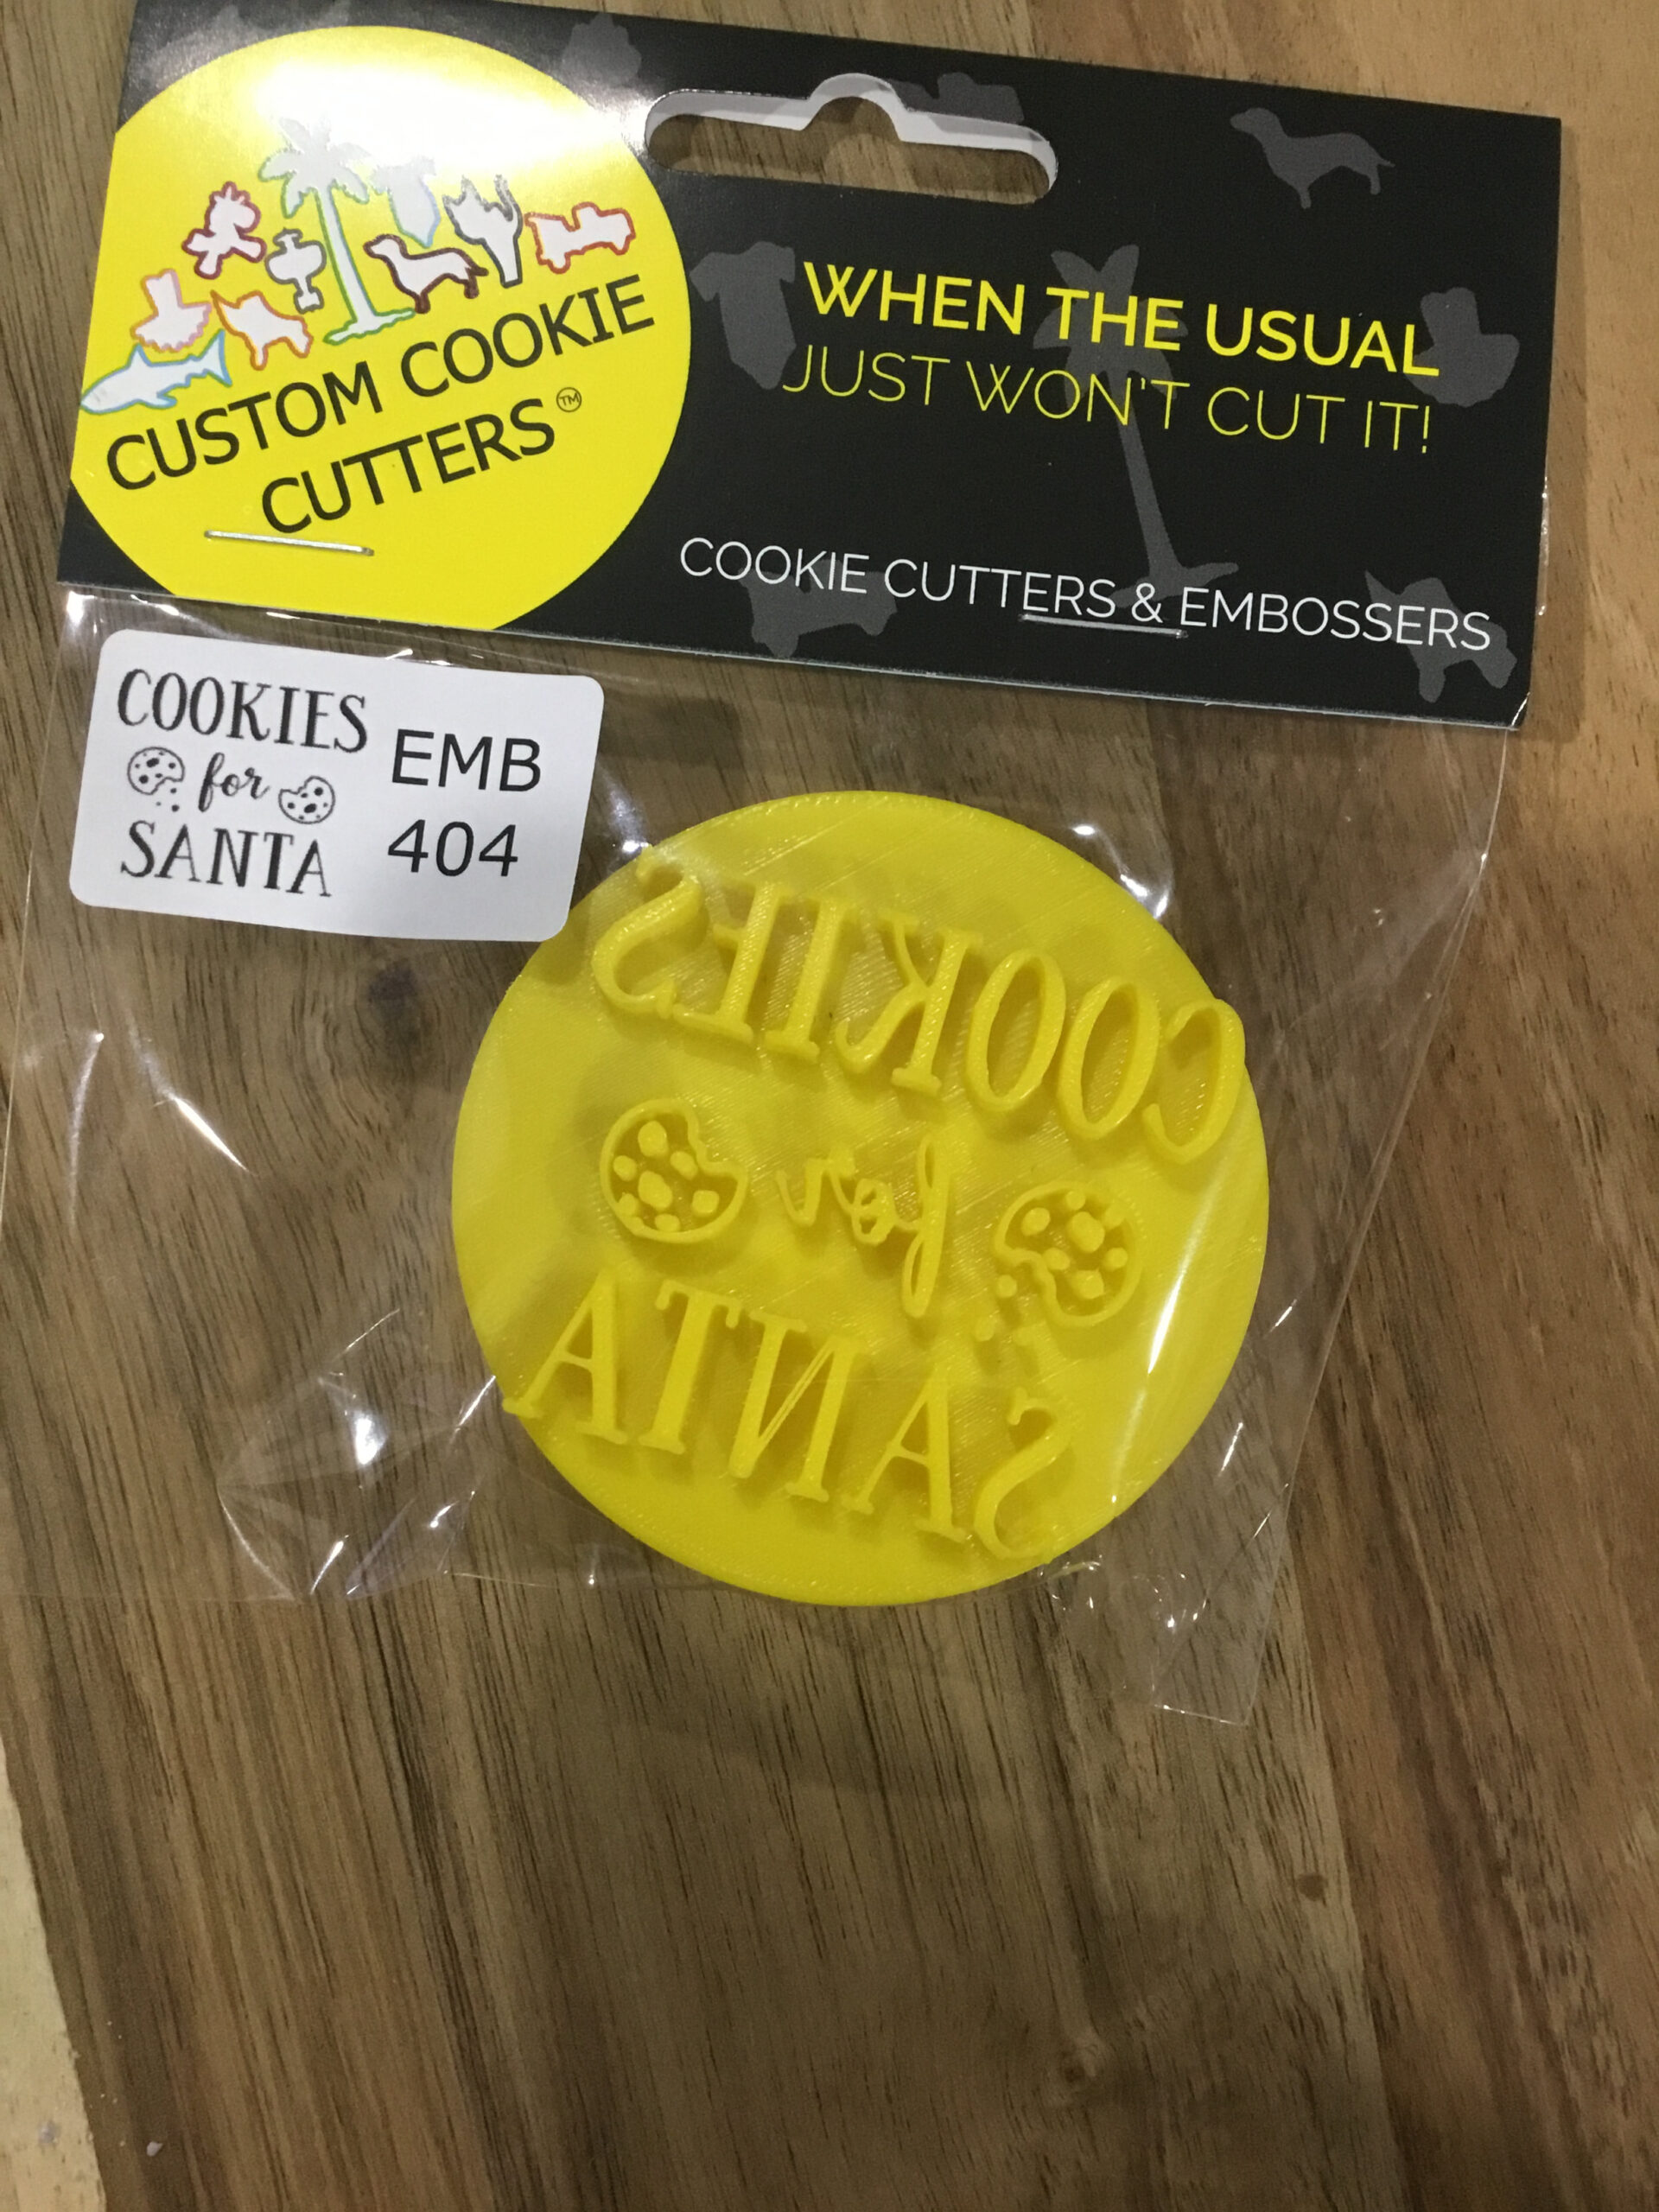 CUSTOM COOKIE
CUTTERS™
WHEN THE USUAL
JUST WON'T CUT IT!
COOKIE CUTTERS & EMBOSSERS
COOKIES
for
SANTA
EMB
404
COOKIES
for
SANTA